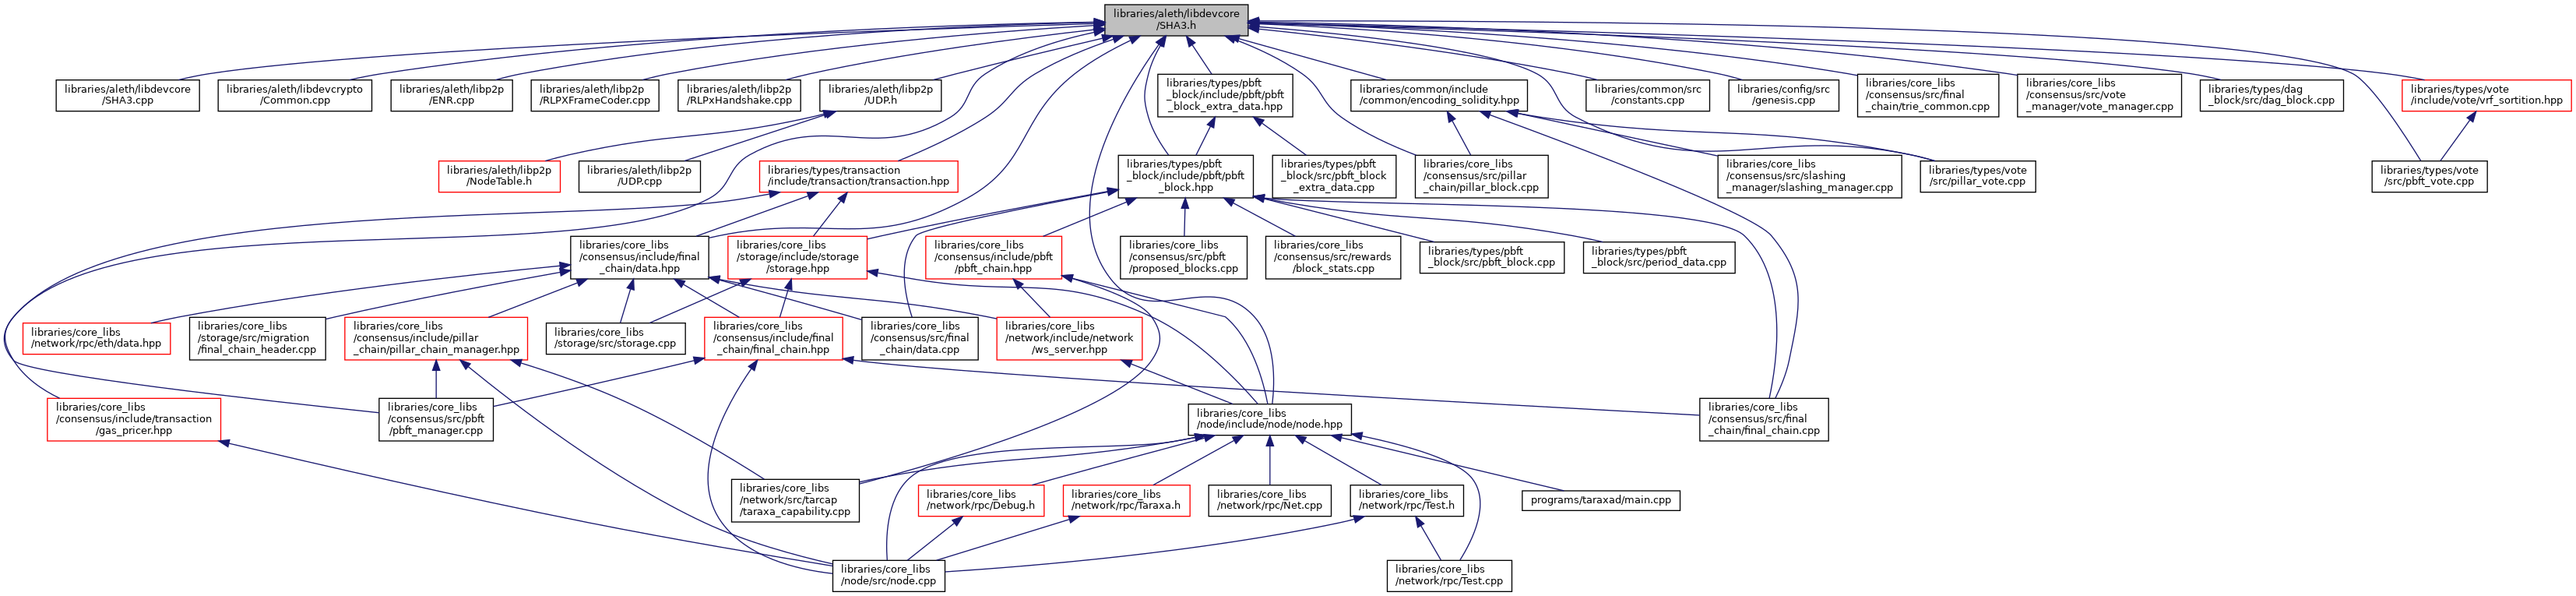 libraries/aleth/libdevcore
/SHA3.h
libraries/aleth/libdevcore
/SHA3.cpp
libraries/aleth/libdevcrypto
/Common.cpp
libraries/aleth/libp2p
/ENR.cpp
libraries/aleth/libp2p
/RLPXFrameCoder.cpp
libraries/aleth/libp2p
/RLPxHandshake.cpp
libraries/aleth/libp2p
/UDP.h
libraries/types/pbft
_block/include/pbft/pbft
_block_extra_data.hpp
libraries/common/include
/common/encoding_solidity.hpp
libraries/common/src
/constants.cpp
libraries/config/src
/genesis.cpp
libraries/core_libs
/consensus/src/final
_chain/trie_common.cpp
libraries/core_libs
/consensus/src/vote
_manager/vote_manager.cpp
libraries/types/dag
_block/src/dag_block.cpp
libraries/types/vote
/include/vote/vrf_sortition.hpp
libraries/aleth/libp2p
/NodeTable.h
libraries/aleth/libp2p
/UDP.cpp
libraries/types/transaction
/include/transaction/transaction.hpp
libraries/types/pbft
_block/include/pbft/pbft
_block.hpp
libraries/types/pbft
_block/src/pbft_block
_extra_data.cpp
libraries/core_libs
/consensus/src/pillar
_chain/pillar_block.cpp
libraries/core_libs
/consensus/src/slashing
_manager/slashing_manager.cpp
libraries/types/vote
/src/pillar_vote.cpp
libraries/types/vote
/src/pbft_vote.cpp
libraries/core_libs
/consensus/include/final
_chain/data.hpp
libraries/core_libs
/storage/include/storage
/storage.hpp
libraries/core_libs
/consensus/include/pbft
/pbft_chain.hpp
libraries/core_libs
/consensus/src/pbft
/proposed_blocks.cpp
libraries/core_libs
/consensus/src/rewards
/block_stats.cpp
libraries/types/pbft
_block/src/pbft_block.cpp
libraries/types/pbft
_block/src/period_data.cpp
libraries/core_libs
/network/rpc/eth/data.hpp
libraries/core_libs
/storage/src/migration
/final_chain_header.cpp
libraries/core_libs
/consensus/include/pillar
_chain/pillar_chain_manager.hpp
libraries/core_libs
/storage/src/storage.cpp
libraries/core_libs
/consensus/include/final
_chain/final_chain.hpp
libraries/core_libs
/consensus/src/final
_chain/data.cpp
libraries/core_libs
/network/include/network
/ws_server.hpp
libraries/core_libs
/consensus/include/transaction
/gas_pricer.hpp
libraries/core_libs
/consensus/src/pbft
/pbft_manager.cpp
libraries/core_libs
/node/include/node/node.hpp
libraries/core_libs
/consensus/src/final
_chain/final_chain.cpp
libraries/core_libs
/network/src/tarcap
/taraxa_capability.cpp
libraries/core_libs
/network/rpc/Debug.h
libraries/core_libs
/network/rpc/Taraxa.h
libraries/core_libs
/network/rpc/Net.cpp
libraries/core_libs
/network/rpc/Test.h
programs/taraxad/main.cpp
libraries/core_libs
/node/src/node.cpp
libraries/core_libs
/network/rpc/Test.cpp